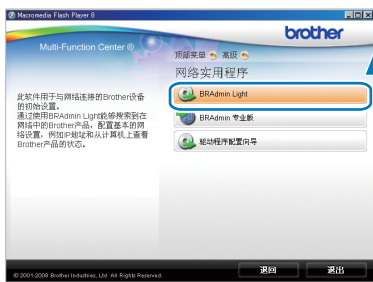 Macromedia Flash Player 8
brother
Multi-Function Center ®
顶部菜单 高级
网络实用程序
BRAdmin Light
此软件用于与网络连接的Brother设备
的初始设置。
通过使用BRAdmin Light能够搜索到在
网络中的Brother产品，配置基本的网
络设置，例如IP地址和从计算机上查看
Brother产品的状态。
BRAdmin 专业版
驱动程序配置向导
© 2001-2008 Brother Industries, Ltd. All Rights Reserved.
退回
退出